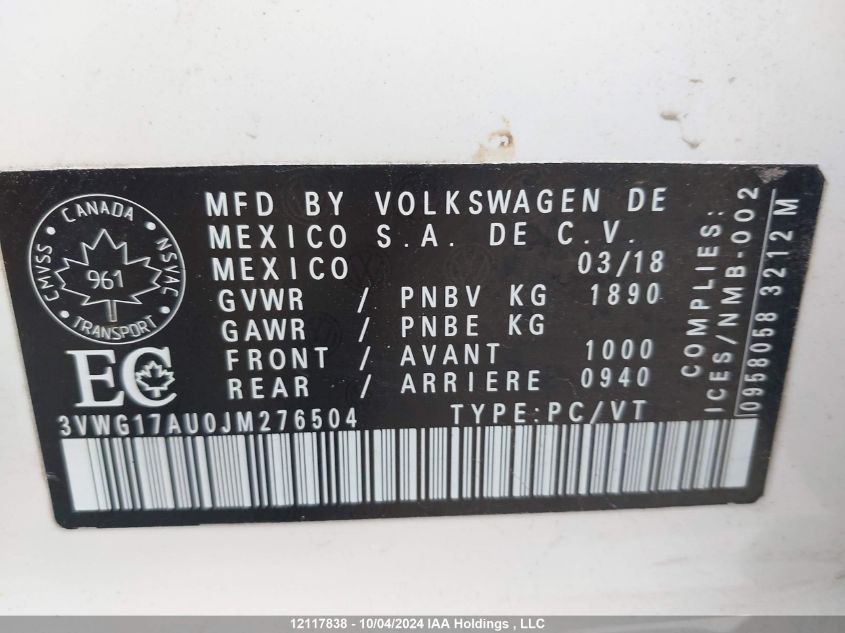 CANADA
CMVSS
NSVAC
961
TRANSPORT
EC
MFD BY VOLKSWAGEN DE
MEXICO S.A. DE C.V.
MEXICO 03/18
GVWR / PNBV KG 1890
GAWR / PNBE KG
FRONT / AVANT 1000
REAR / ARRIERE 0940
3VWG17AU0JM276504 TYPE:PC/VT
COMPLIES:
ICES/NMB-002
0958058 3212 M
12117838 - 10/04/2024 IAA Holdings , LLC